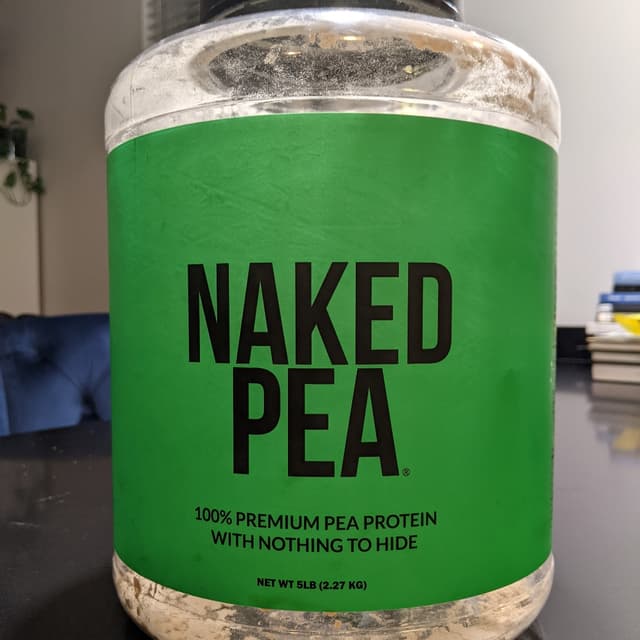 NAKED
PEA®
100% PREMIUM PEA PROTEIN
WITH NOTHING TO HIDE
NET WT 5LB (2.27 KG)